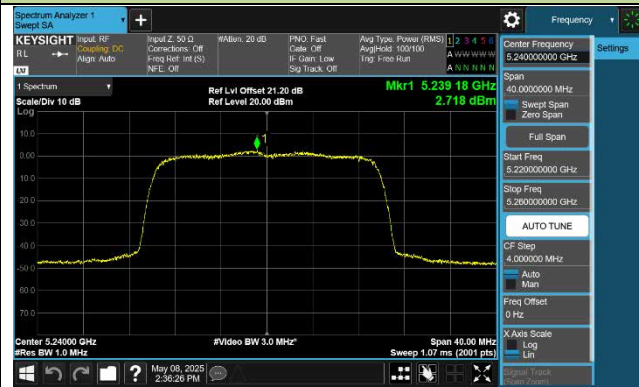 Spectrum Analyzer 1
Swept SA
+
Frequency
KEYSIGHT
RL
LXI
Input: RF
Coupling: DC
Align: Auto
Input Z: 50 Ω
Corrections: Off
Freq Ref: Int (S)
NFE: Off
#Atten: 20 dB
PNO: Fast
Gate: Off
IF Gain: Low
Sig Track: Off
Avg Type: Power (RMS)
Avg|Hold: 100/100
Trig: Free Run
1 2 3 4 5 6
A W W W W W
A N N N N N
1 Spectrum
Scale/Div 10 dB
Log
Ref Lvl Offset 21.20 dB
Ref Level 20.00 dBm
Mkr1 5.239 18 GHz
2.718 dBm
1
10.0
0.00
10.0
20.0
30.0
40.0
-50.0
60.0
70.0
Center 5.24000 GHz
#Res BW 1.0 MHz
#Video BW 3.0 MHz*
Span 40.00 MHz
Sweep 1.07 ms (2001 pts)
Center Frequency
5.240000000 GHz
Settings
Span
40.0000000 MHz
Swept Span
Zero Span
Full Span
Start Freq
5.220000000 GHz
Stop Freq
5.260000000 GHz
AUTO TUNE
CF Step
4.000000 MHz
Auto
Man
Freq Offset
0 Hz
X Axis Scale
Log
Lin
Signal Track
(Span Zoom)
?
May 08, 2025
2:36:26 PM